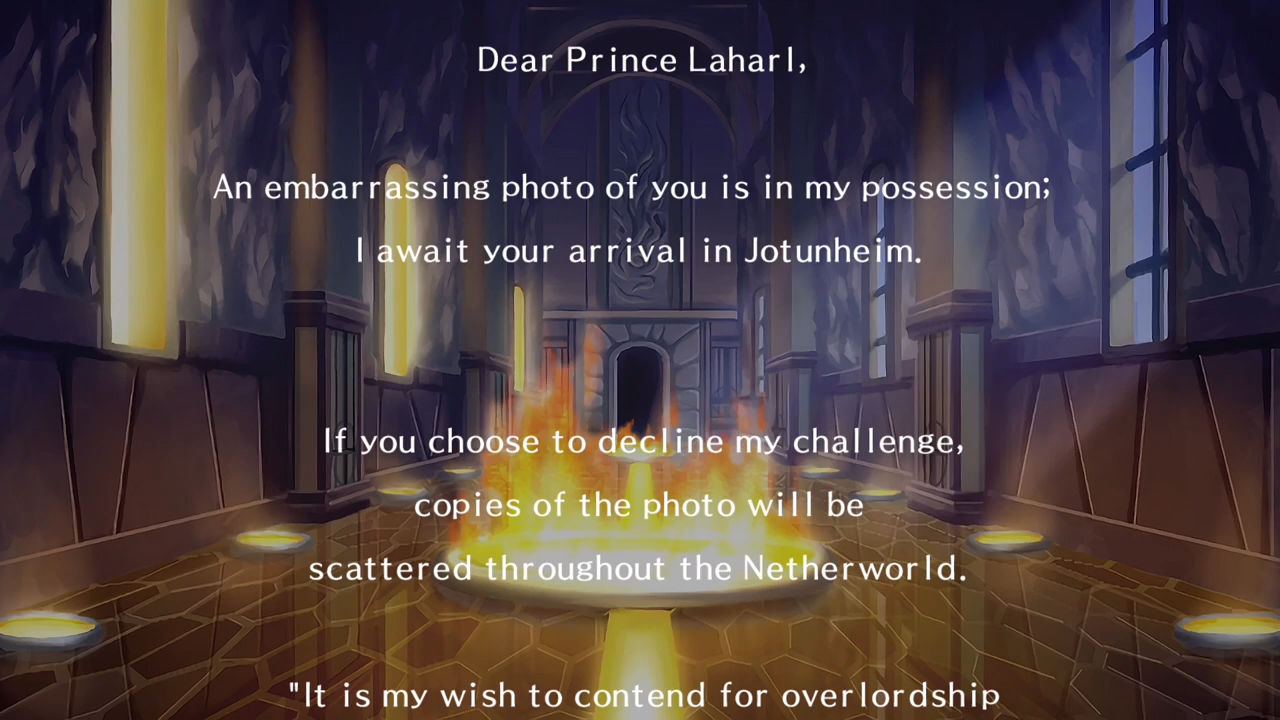 Dear Prince Laharl,
An embarrassing photo of you is in my possession;
I await your arrival in Jotunheim.
If you choose to decline my challenge,
copies of the photo will be
scattered throughout the Netherworld.
"It is my wish to contend for overlordship